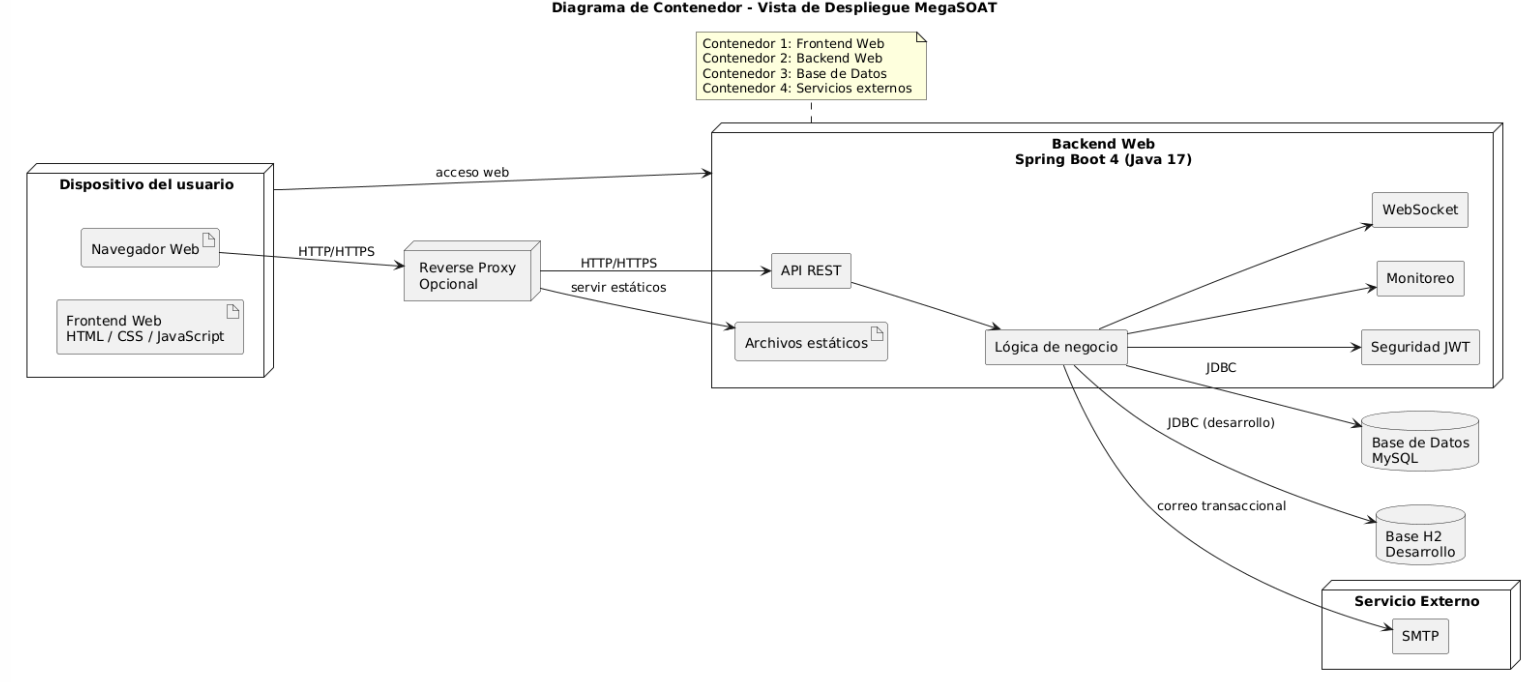 Diagrama de Contenedor - Vista de Despliegue MegaSOAT
Contenedor 1: Frontend Web
Contenedor 2: Backend Web
Contenedor 3: Base de Datos
Contenedor 4: Servicios externos
Dispositivo del usuario
Navegador Web
Frontend Web
HTML / CSS / JavaScript
acceso web
HTTP/HTTPS
Reverse Proxy
Opcional
HTTP/HTTPS
servir estáticos
Backend Web
Spring Boot 4 (Java 17)
API REST
Archivos estáticos
Lógica de negocio
WebSocket
Monitoreo
Seguridad JWT
JDBC
Base de Datos
MySQL
JDBC (desarrollo)
Base H2
Desarrollo
correo transaccional
Servicio Externo
SMTP